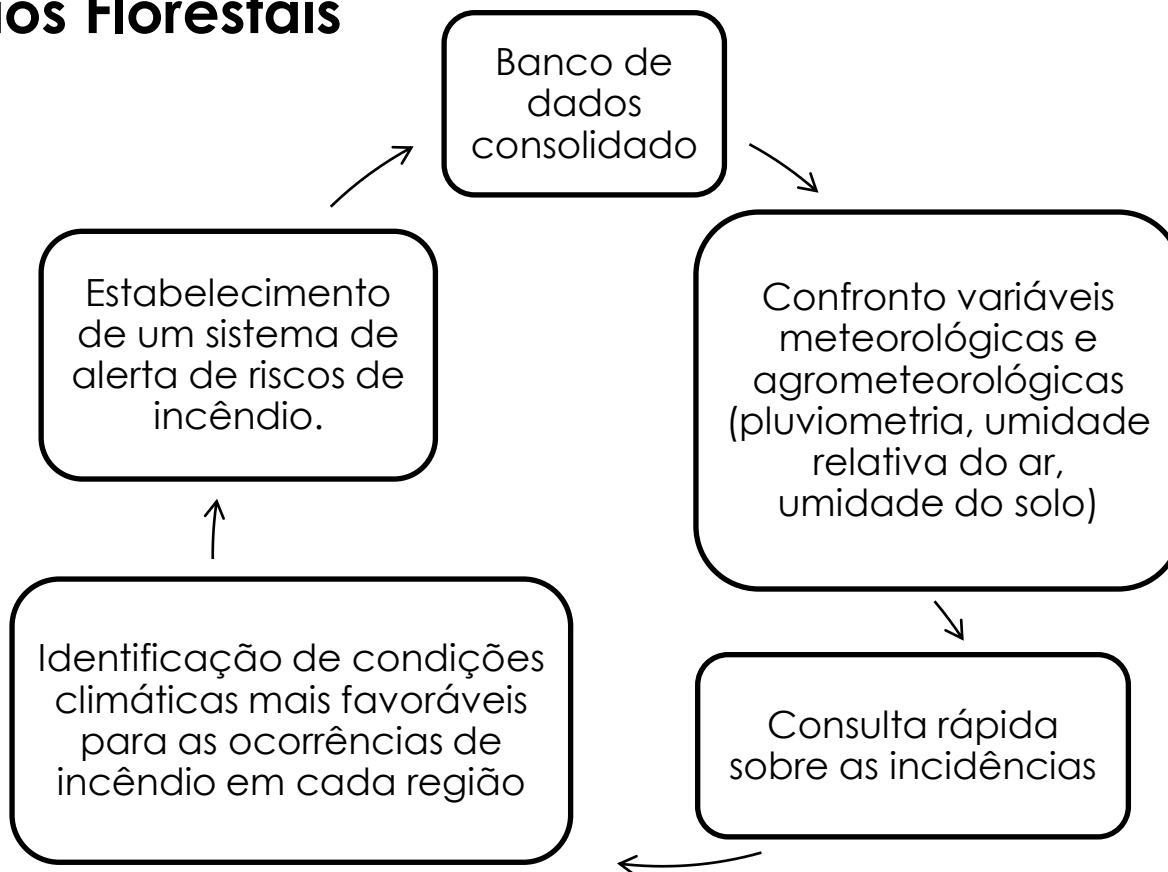 Florestais
Banco de
dados
consolidado
Confronto variáveis
meteorológicas e
agrometeorológicas
(pluviometria, umidade
relativa do ar,
umidade do solo)
Consulta rápida
sobre as incidências
Identificação de condições
climáticas mais favoráveis
para as ocorrências de
incêndio em cada região
Estabelecimento
de um sistema de
alerta de riscos de
incêndio.